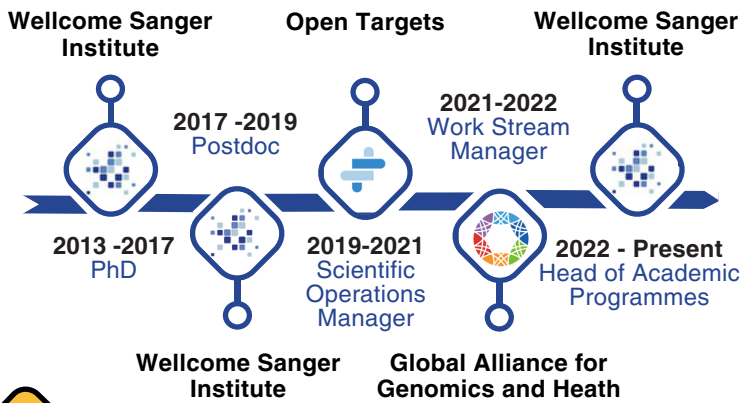 Wellcome Sanger
Institute
2013 -2017
PhD
2017 -2019
Postdoc
Wellcome Sanger
Institute
Open Targets
2019-2021
Scientific
Operations
Manager
2021-2022
Work Stream
Manager
Global Alliance for
Genomics and Heath
Wellcome Sanger
Institute
2022 - Present
Head of Academic
Programmes